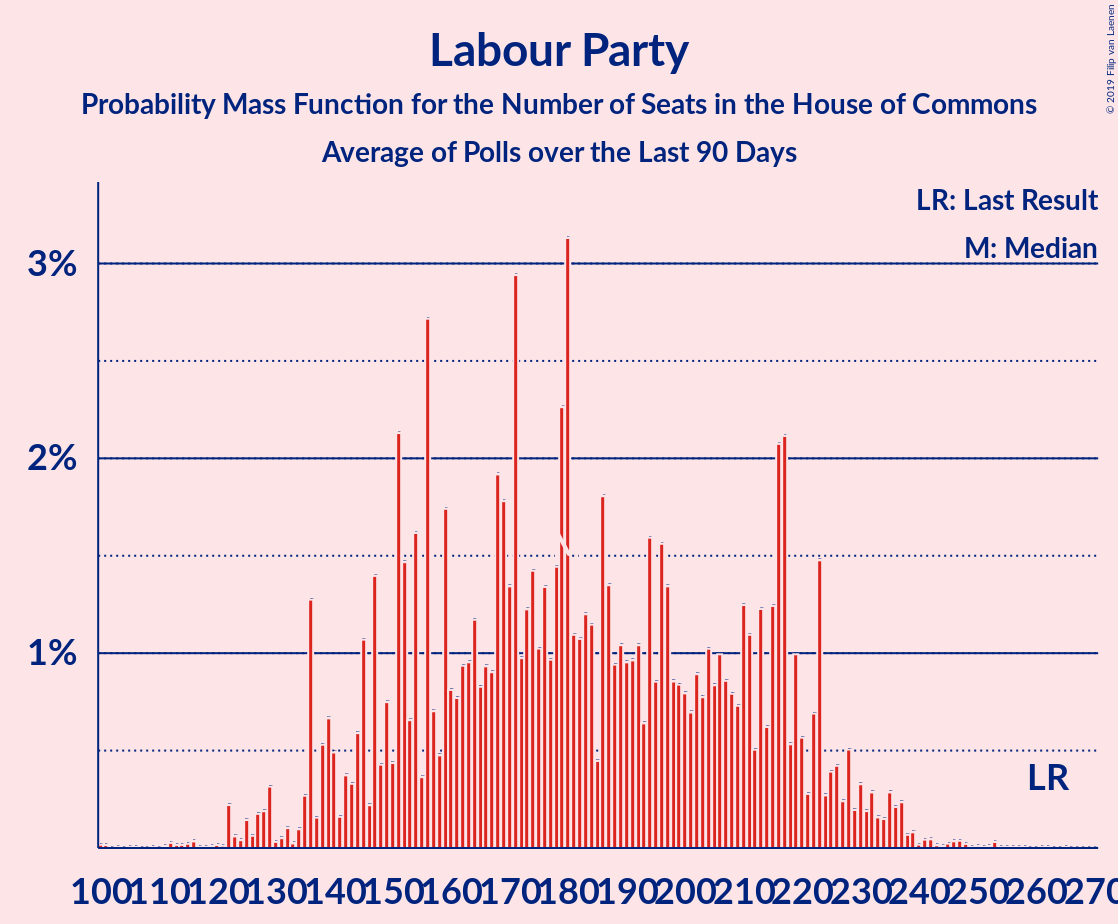 Labour Party
Probability Mass Function for the Number of Seats in the House of Commons
Average of Polls over the Last 90 Days
© 2019 Filip van Laenen
LR: Last Result
M: Median
3%
2%
1%
LR
100 110 120 130 140 150 160 170 180 190 200 210 220 230 240 250 260 270